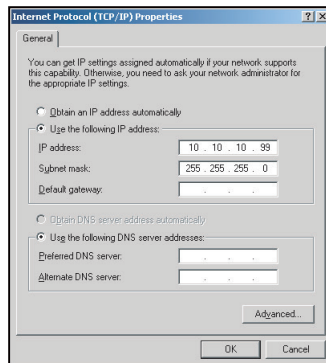 Internet Protocol (TCP/IP) Properties
General
You can get IP settings assigned automatically if your network supports
this capability. Otherwise, you need to ask your network administrator for
the appropriate IP settings.
Obtain an IP address automatically
Use the following IP address:
IP address: 10 . 10 . 10 . 99
Subnet mask: 255 . 255 . 255 . 0
Default gateway: . . .
Obtain DNS server address automatically
Use the following DNS server addresses:
Preferred DNS server: . . .
Alternate DNS server: . . .
Advanced...
OK Cancel